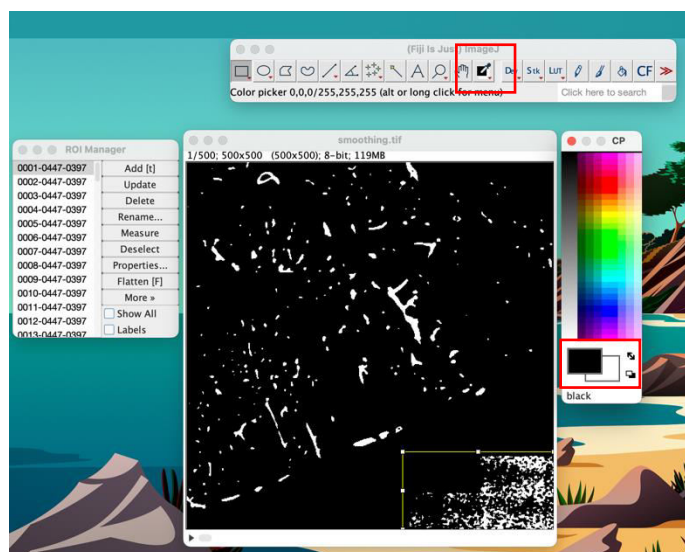 (Fiji Is Just) ImageJ
Dev Stk LUT CF
Color picker 0,0,0/255,255,255 (alt or long click for menu)
Click here to search
ROI Manager
0001-0447-0397
0002-0447-0397
0003-0447-0397
0004-0447-0397
0005-0447-0397
0006-0447-0397
0007-0447-0397
0008-0447-0397
0009-0447-0397
0010-0447-0397
0011-0447-0397
0012-0447-0397
0013-0447-0397
Add [t]
Update
Delete
Rename...
Measure
Deselect
Properties...
Flatten [F]
More »
Show All
Labels
smoothing.tif
1/500; 500x500 (500x500); 8-bit; 119MB
CP
black